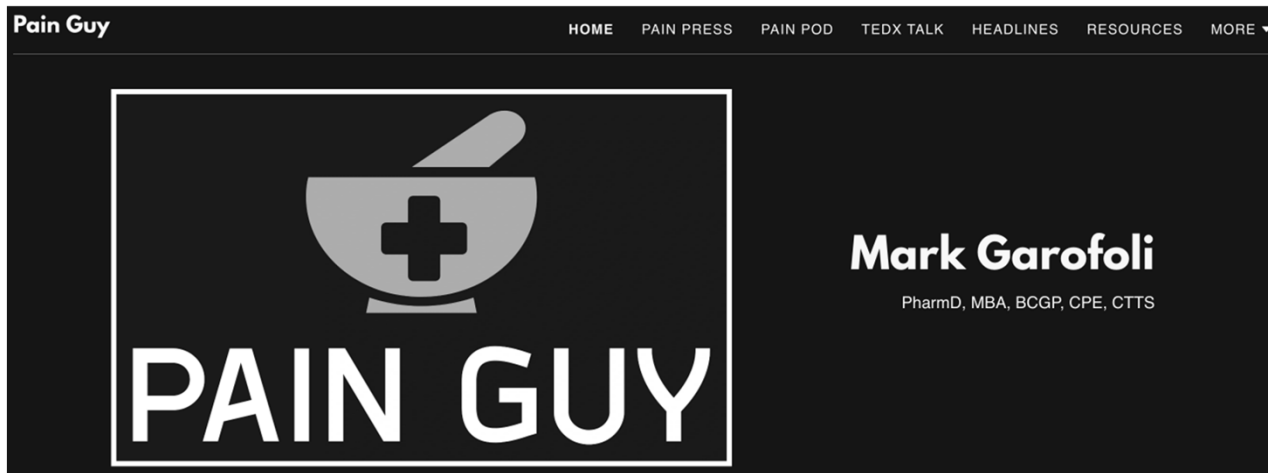 Pain Guy
HOME PAIN PRESS PAIN POD TEDX TALK HEADLINES RESOURCES MORE
PAIN GUY
Mark Garofoli
PharmD, MBA, BCGP, CPE, CTTS